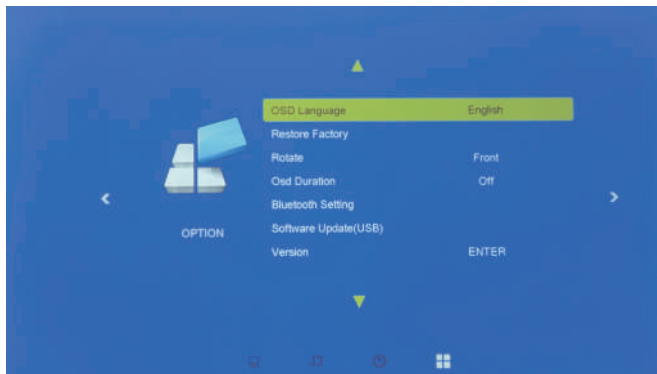 OSD Language English
Restore Factory
Rotate Front
Osd Duration Off
Bluetooth Setting
OPTION
Software Update(USB)
Version ENTER